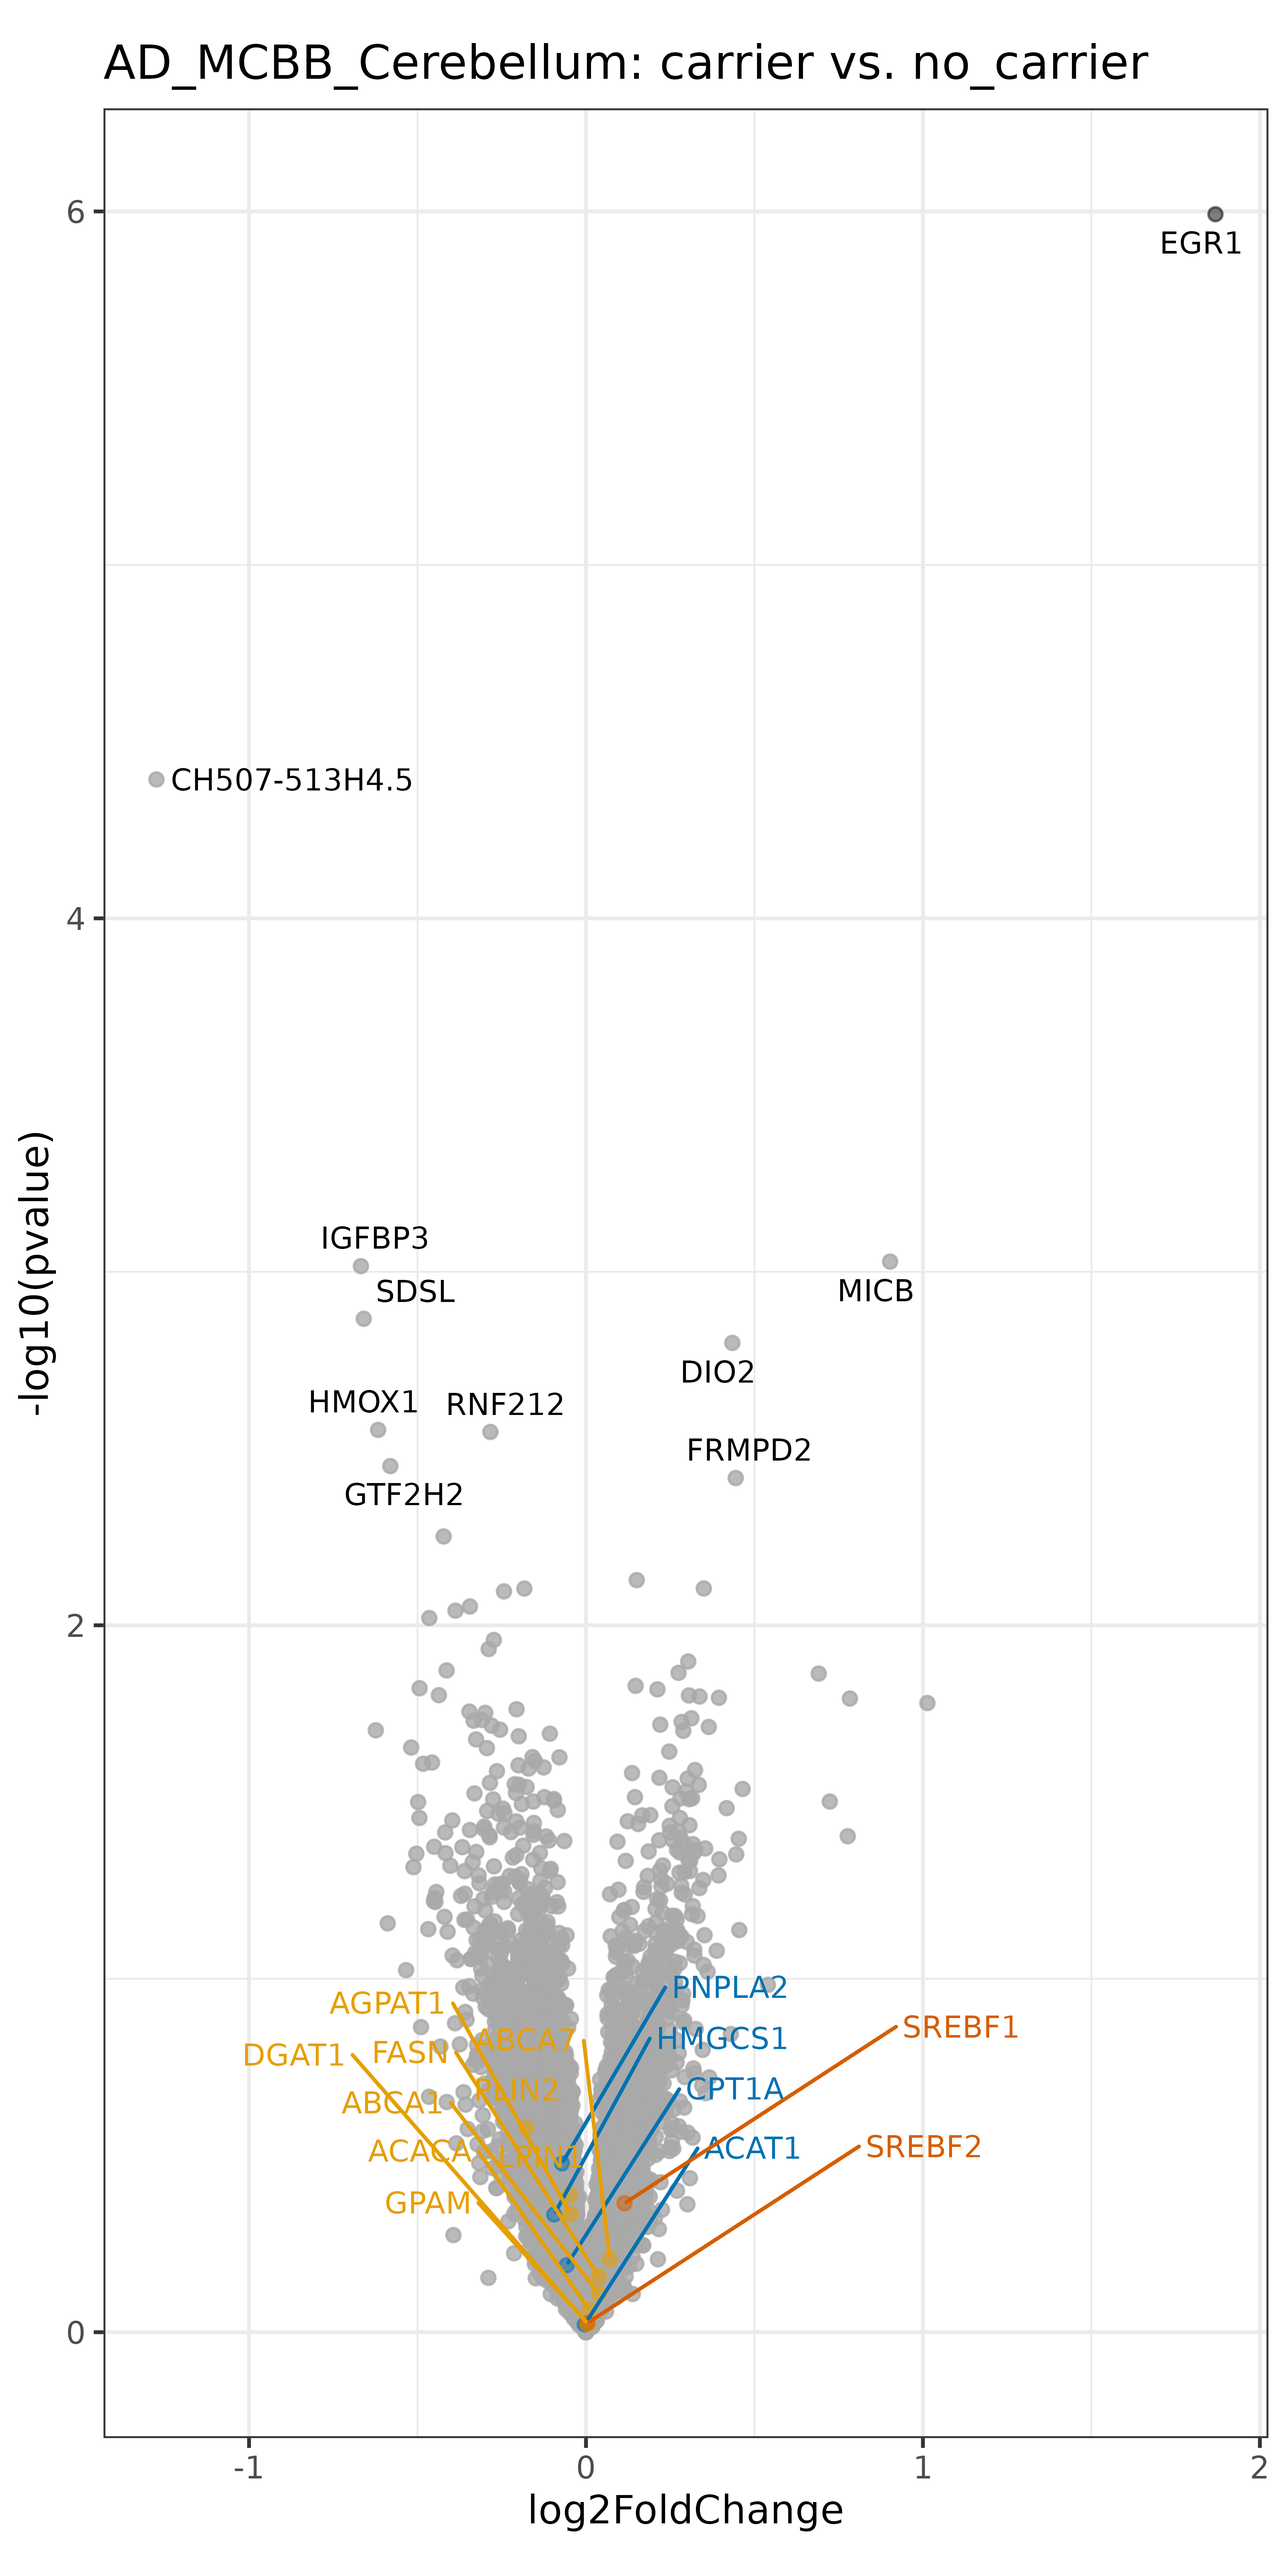 AD_MCBB_Cerebellum: carrier vs. no_carrier
6
EGR1
CH507-513H4.5
4
-log10(pvalue)
IGFBP3
MICB
SDSL
DIO2
HMOX1
RNF212
FRMPD2
GTF2H2
2
PNPLA2
AGPAT1
SREBF1
ABCA7
HMGCS1
FASN
DGAT1
CPT1A
PLIN2
ABCA1
SREBF2
ACAT1
ACACA
LPIN1
GPAM
0
-1
0
1
2
log2FoldChange